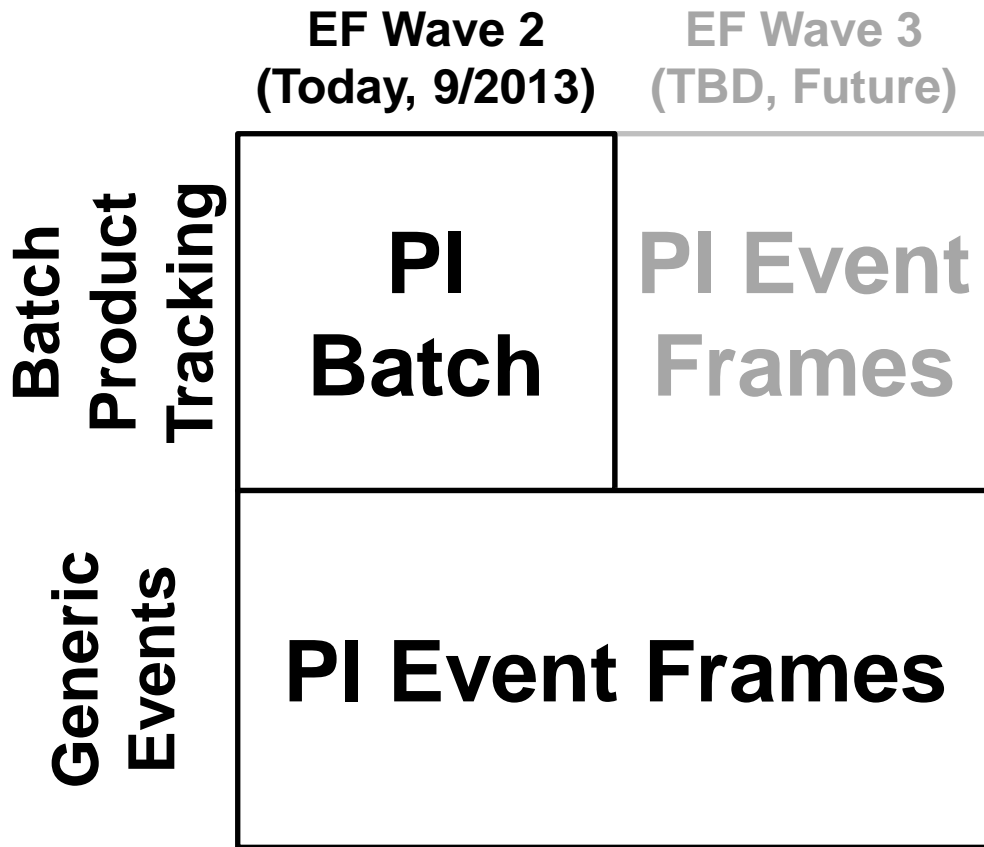 EF Wave 2
(Today, 9/2013)
EF Wave 3
(TBD, Future)
Batch
Product
Tracking
PI
Batch
PI Event
Frames
Generic
Events
PI Event Frames